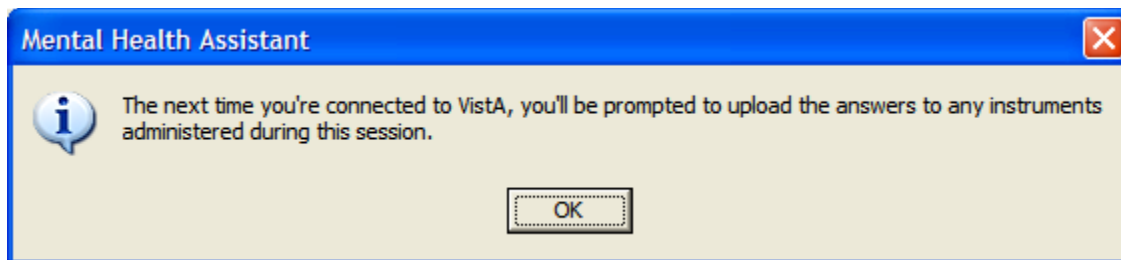 Mental Health Assistant
The next time you're connected to VistA, you'll be prompted to upload the answers to any instruments
administered during this session.
OK